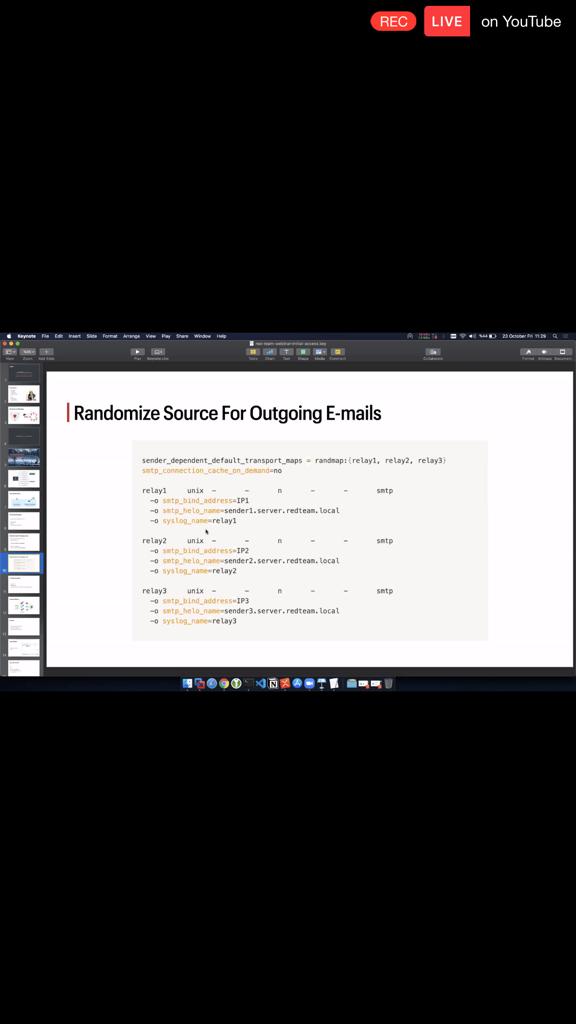 REC LIVE on YouTube
Keynote File Edit Insert Slide Format Arrange View Play Share Window Help
23 October Fri 11:29
Randomize Source For Outgoing E-mails
sender_dependent_default_transport_maps = randmap:{relay1, relay2, relay3}
smtp_connection_cache_on_demand=no
relay1 unix - - n - - smtp
-o smtp_bind_address=IP1
-o smtp_helo_name=sender1.server.redteam.local
-o syslog_name=relay1
relay2 unix - - n - - smtp
-o smtp_bind_address=IP2
-o smtp_helo_name=sender2.server.redteam.local
-o syslog_name=relay2
relay3 unix - - n - - smtp
-o smtp_bind_address=IP3
-o smtp_helo_name=sender3.server.redteam.local
-o syslog_name=relay3